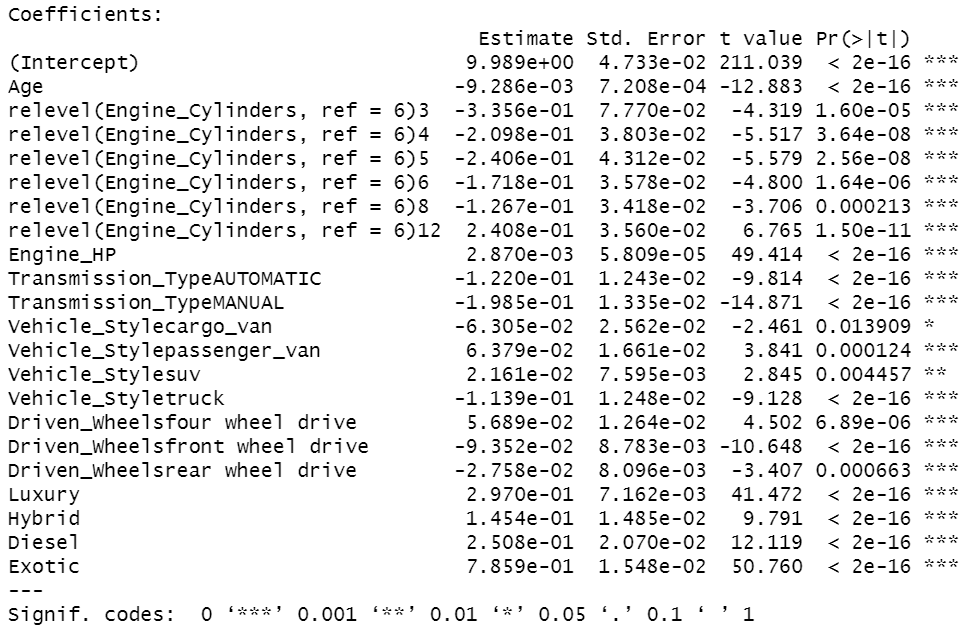 Coefficients:
Estimate Std. Error t value Pr(>|t|)
(Intercept) 9.989e+00 4.733e-02 211.039 < 2e-16 ***
Age -9.286e-03 7.208e-04 -12.883 < 2e-16 ***
relevel(Engine_Cylinders, ref = 6)3 -3.356e-01 7.770e-02 -4.319 1.60e-05 ***
relevel(Engine_Cylinders, ref = 6)4 -2.098e-01 3.803e-02 -5.517 3.64e-08 ***
relevel(Engine_Cylinders, ref = 6)5 -2.406e-01 4.312e-02 -5.579 2.56e-08 ***
relevel(Engine_Cylinders, ref = 6)6 -1.718e-01 3.578e-02 -4.800 1.64e-06 ***
relevel(Engine_Cylinders, ref = 6)8 -1.267e-01 3.418e-02 -3.706 0.000213 ***
relevel(Engine_Cylinders, ref = 6)12 2.408e-01 3.560e-02 6.765 1.50e-11 ***
Engine_HP 2.870e-03 5.809e-05 49.414 < 2e-16 ***
Transmission_TypeAUTOMATIC -1.220e-01 1.243e-02 -9.814 < 2e-16 ***
Transmission_TypeMANUAL -1.985e-01 1.335e-02 -14.871 < 2e-16 ***
Vehicle_Stylecargo_van -6.305e-02 2.562e-02 -2.461 0.013909 *
Vehicle_Stylepassenger_van 6.379e-02 1.661e-02 3.841 0.000124 ***
Vehicle_Stylesuv 2.161e-02 7.595e-03 2.845 0.004457 **
Vehicle_Styletruck -1.139e-01 1.248e-02 -9.128 < 2e-16 ***
Driven_Wheelsfour wheel drive 5.689e-02 1.264e-02 4.502 6.89e-06 ***
Driven_Wheelsfront wheel drive -9.352e-02 8.783e-03 -10.648 < 2e-16 ***
Driven_Wheelsrear wheel drive -2.758e-02 8.096e-03 -3.407 0.000663 ***
Luxury 2.970e-01 7.162e-03 41.472 < 2e-16 ***
Hybrid 1.454e-01 1.485e-02 9.791 < 2e-16 ***
Diesel 2.508e-01 2.070e-02 12.119 < 2e-16 ***
Exotic 7.859e-01 1.548e-02 50.760 < 2e-16 ***
---
Signif. codes: 0 ‘***’ 0.001 ‘**’ 0.01 ‘*’ 0.05 ‘.’ 0.1 ‘ ’ 1